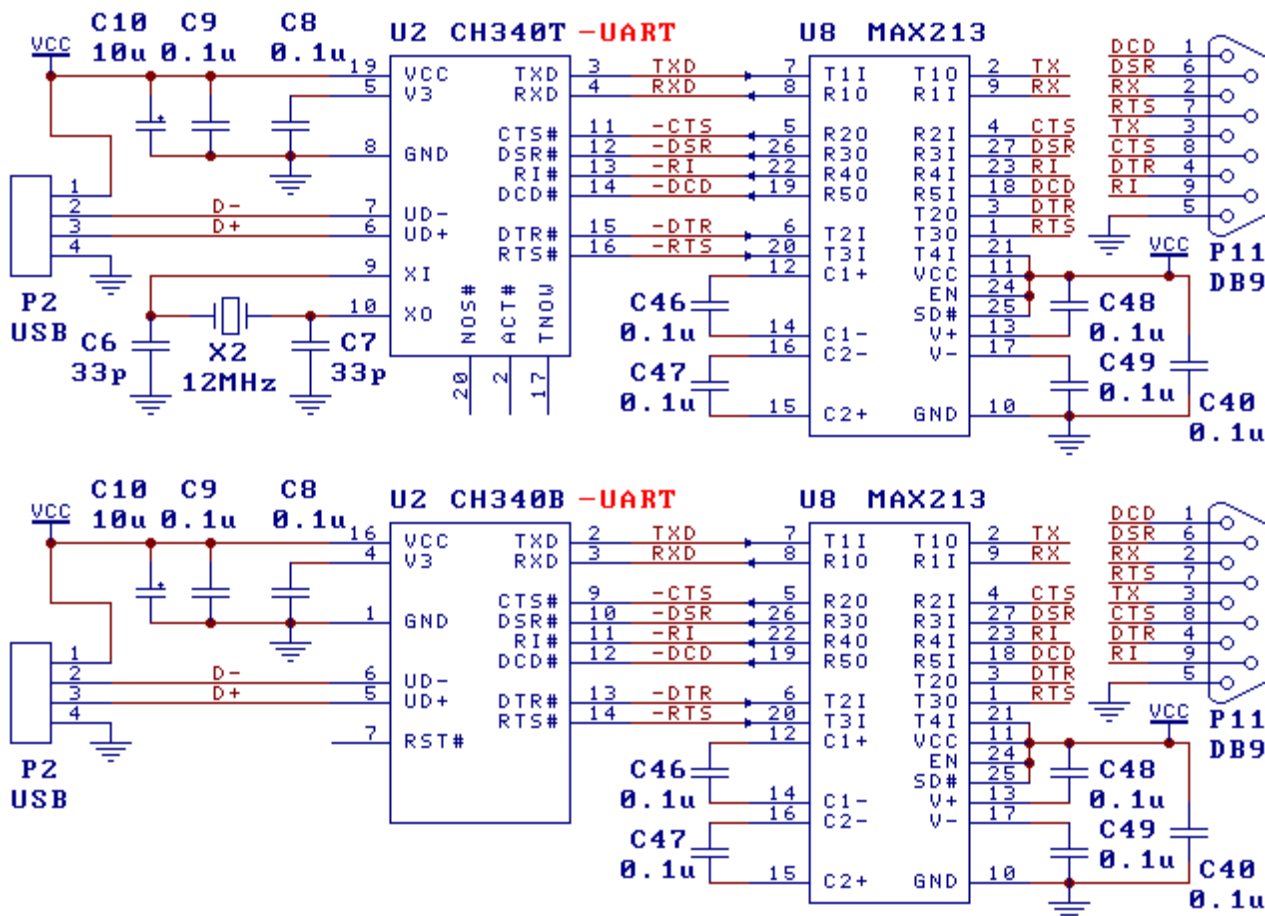 C10 C9 C8 U2 CH340T -UART U8 MAX213
VCC 10u 0.1u 0.1u
19 VCC TXD 3 TXD 7 T1I T1O 2 TX DCD 1
5 V3 RXD 4 RXD 8 R1O R1I 9 RX DSR 6
RX 2
RTS 7
CTS# 11 -CTS 5 R2O R2I 4 CTS TX 3
8 GND DSR# 12 -DSR 26 R3O R3I 27 DSR CTS 8
RI# 13 -RI 22 R4O R4I 23 RI DTR 4
1 DCD# 14 -DCD 19 R5O R5I 18 DCD RI 9
2 D- 7 UD- T2O 3 DTR 5
3 D+ 6 UD+ DTR# 15 -DTR 6 T2I T3O 1 RTS
4 RTS# 16 -RTS 20 T3I T4I 21 VCC P11
9 XI 12 C1+ VCC 11 DB9
P2 EN 24
USB 10 XO C46 SD# 25 C48
C6 X2 C7 0.1u 14 C1- V+ 13 0.1u
33p 12MHz 33p 16 C2- V- 17
NOS# ACT# TNOW C47 C49
20 2 17 0.1u 0.1u
15 C2+ GND 10 C40
0.1u
C10 C9 C8 U2 CH340B -UART U8 MAX213
VCC 10u 0.1u 0.1u
16 VCC TXD 2 TXD 7 T1I T1O 2 TX DCD 1
4 V3 RXD 3 RXD 8 R1O R1I 9 RX DSR 6
RX 2
RTS 7
CTS# 9 -CTS 5 R2O R2I 4 CTS TX 3
1 GND DSR# 10 -DSR 26 R3O R3I 27 DSR CTS 8
RI# 11 -RI 22 R4O R4I 23 RI DTR 4
1 DCD# 12 -DCD 19 R5O R5I 18 DCD RI 9
2 D- 6 UD- T2O 3 DTR 5
3 D+ 5 UD+ DTR# 13 -DTR 6 T2I T3O 1 RTS
4 RTS# 14 -RTS 20 T3I T4I 21 VCC P11
7 RST# 12 C1+ VCC 11 DB9
P2 EN 24
USB C46 SD# 25 C48
0.1u 14 C1- V+ 13 0.1u
16 C2- V- 17
C47 C49
0.1u 0.1u
15 C2+ GND 10 C40
0.1u